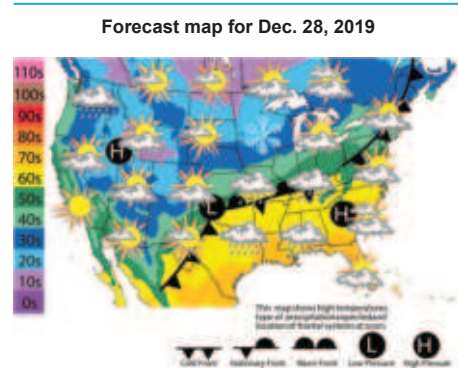 Forecast map for Dec. 28, 2019
110s
100s
90s
80s
70s
60s
50s
40s
30s
20s
10s
0s
H
L
H
This map shows high temperatures,
type of precipitation expected and
location of frontal systems at noon.
L
H
Cold Front
Stationary Front
Warm Front
Low Pressure
High Pressure